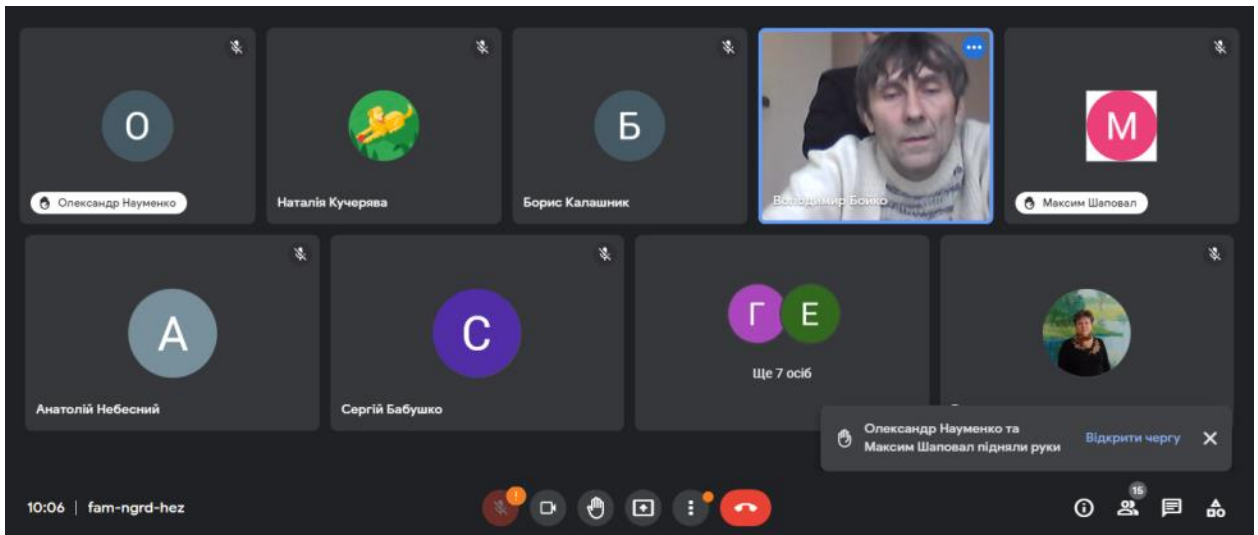 О
Олександр Науменко
Наталія Кучерява
Б
Борис Калашник
Володимир Бойко
М
Максим Шаповал
А
Анатолій Небесний
С
Сергій Бабушко
Г Е
Ще 7 осіб
Олександр Науменко та
Максим Шаповал підняли руки
Відкрити чергу
10:06 | fam-ngrd-hez
!
15